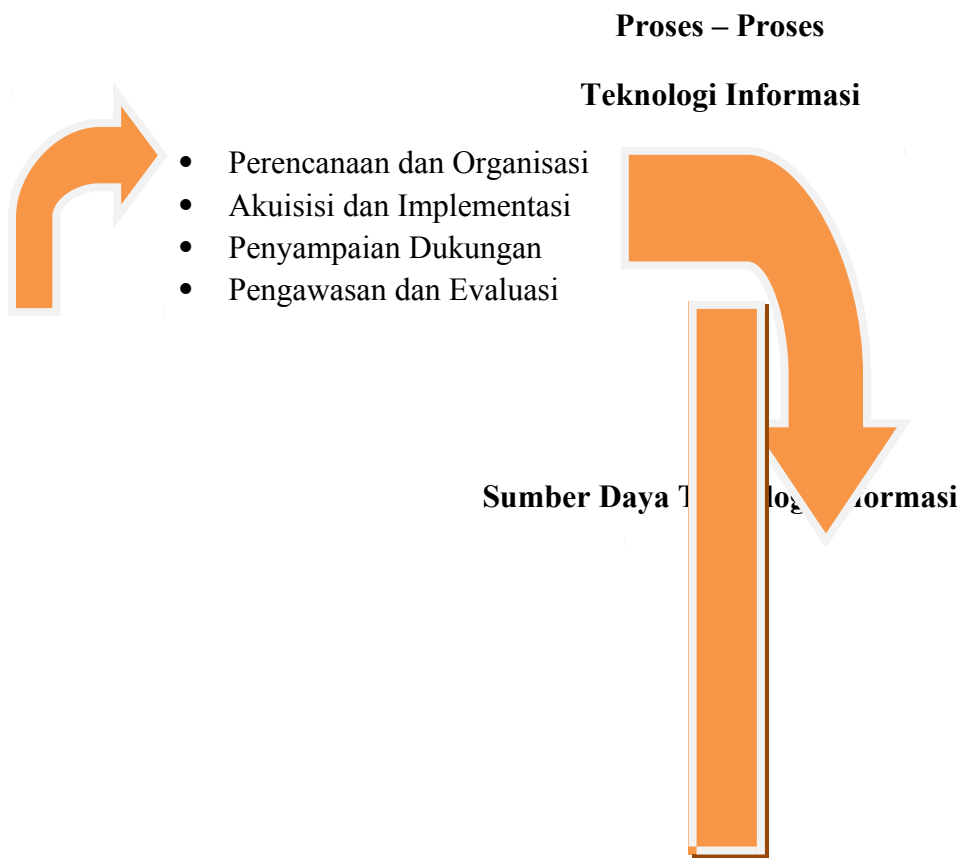 Proses – Proses
Teknologi Informasi
• Perencanaan dan Organisasi
• Akuisisi dan Implementasi
• Penyampaian Dukungan
• Pengawasan dan Evaluasi
Sumber Daya